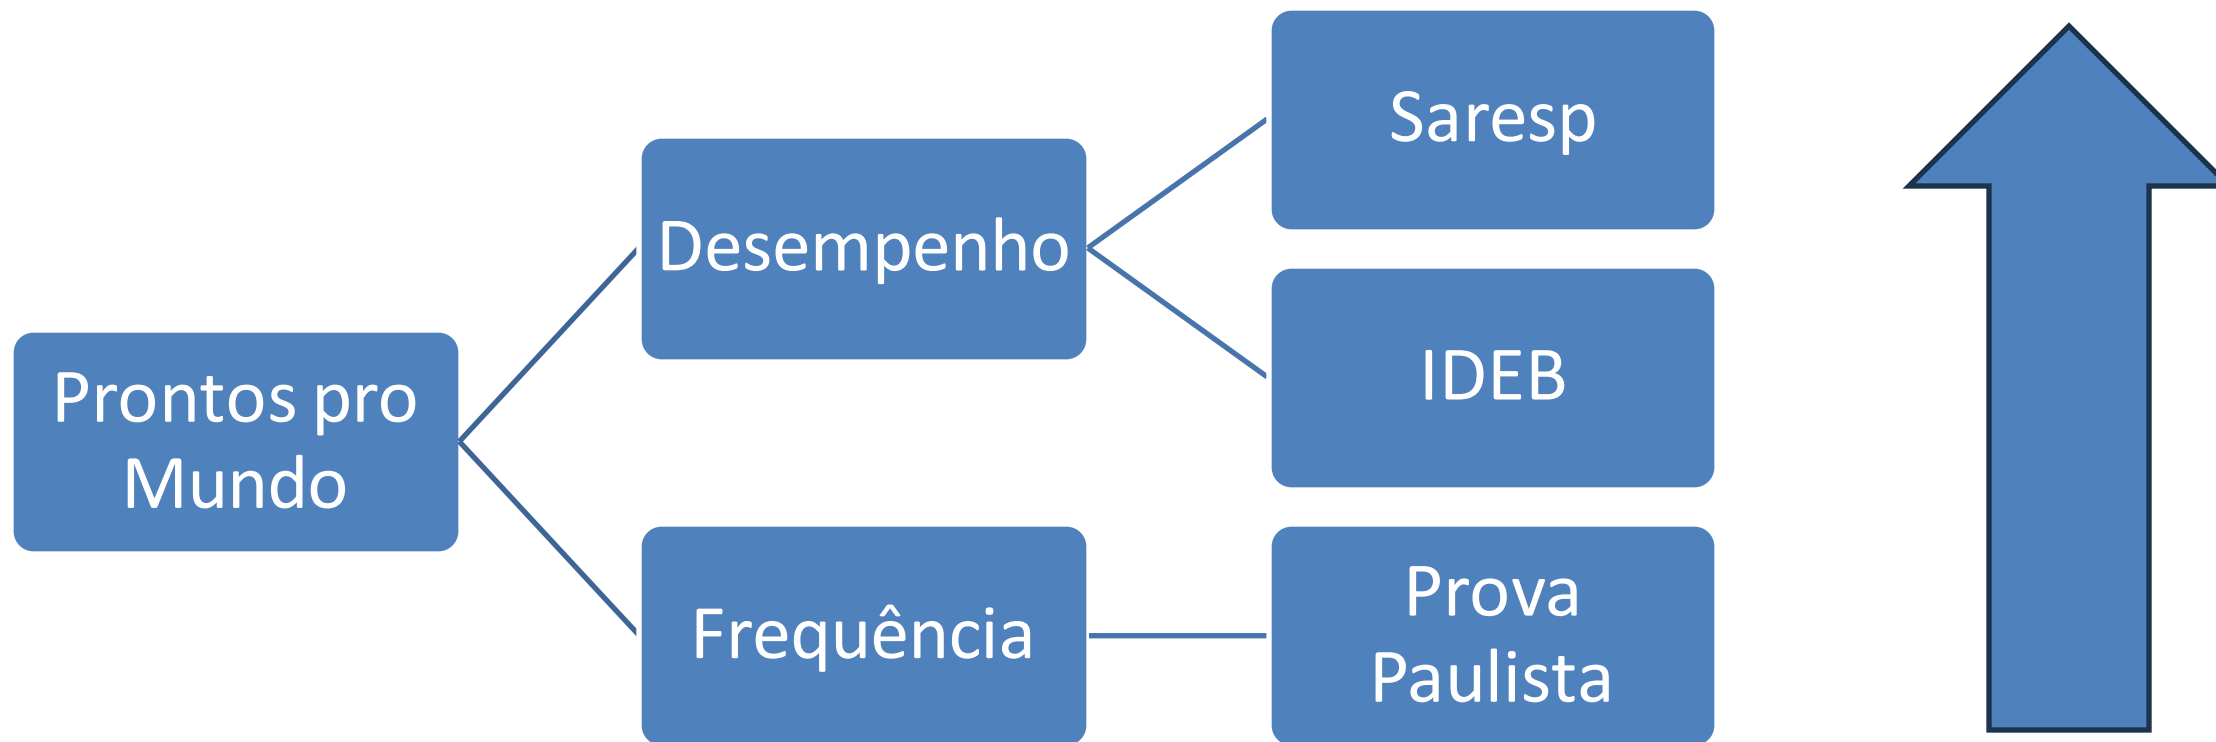 Prontos pro
Mundo
Desempenho
Frequência
Saresp
IDEB
Prova
Paulista